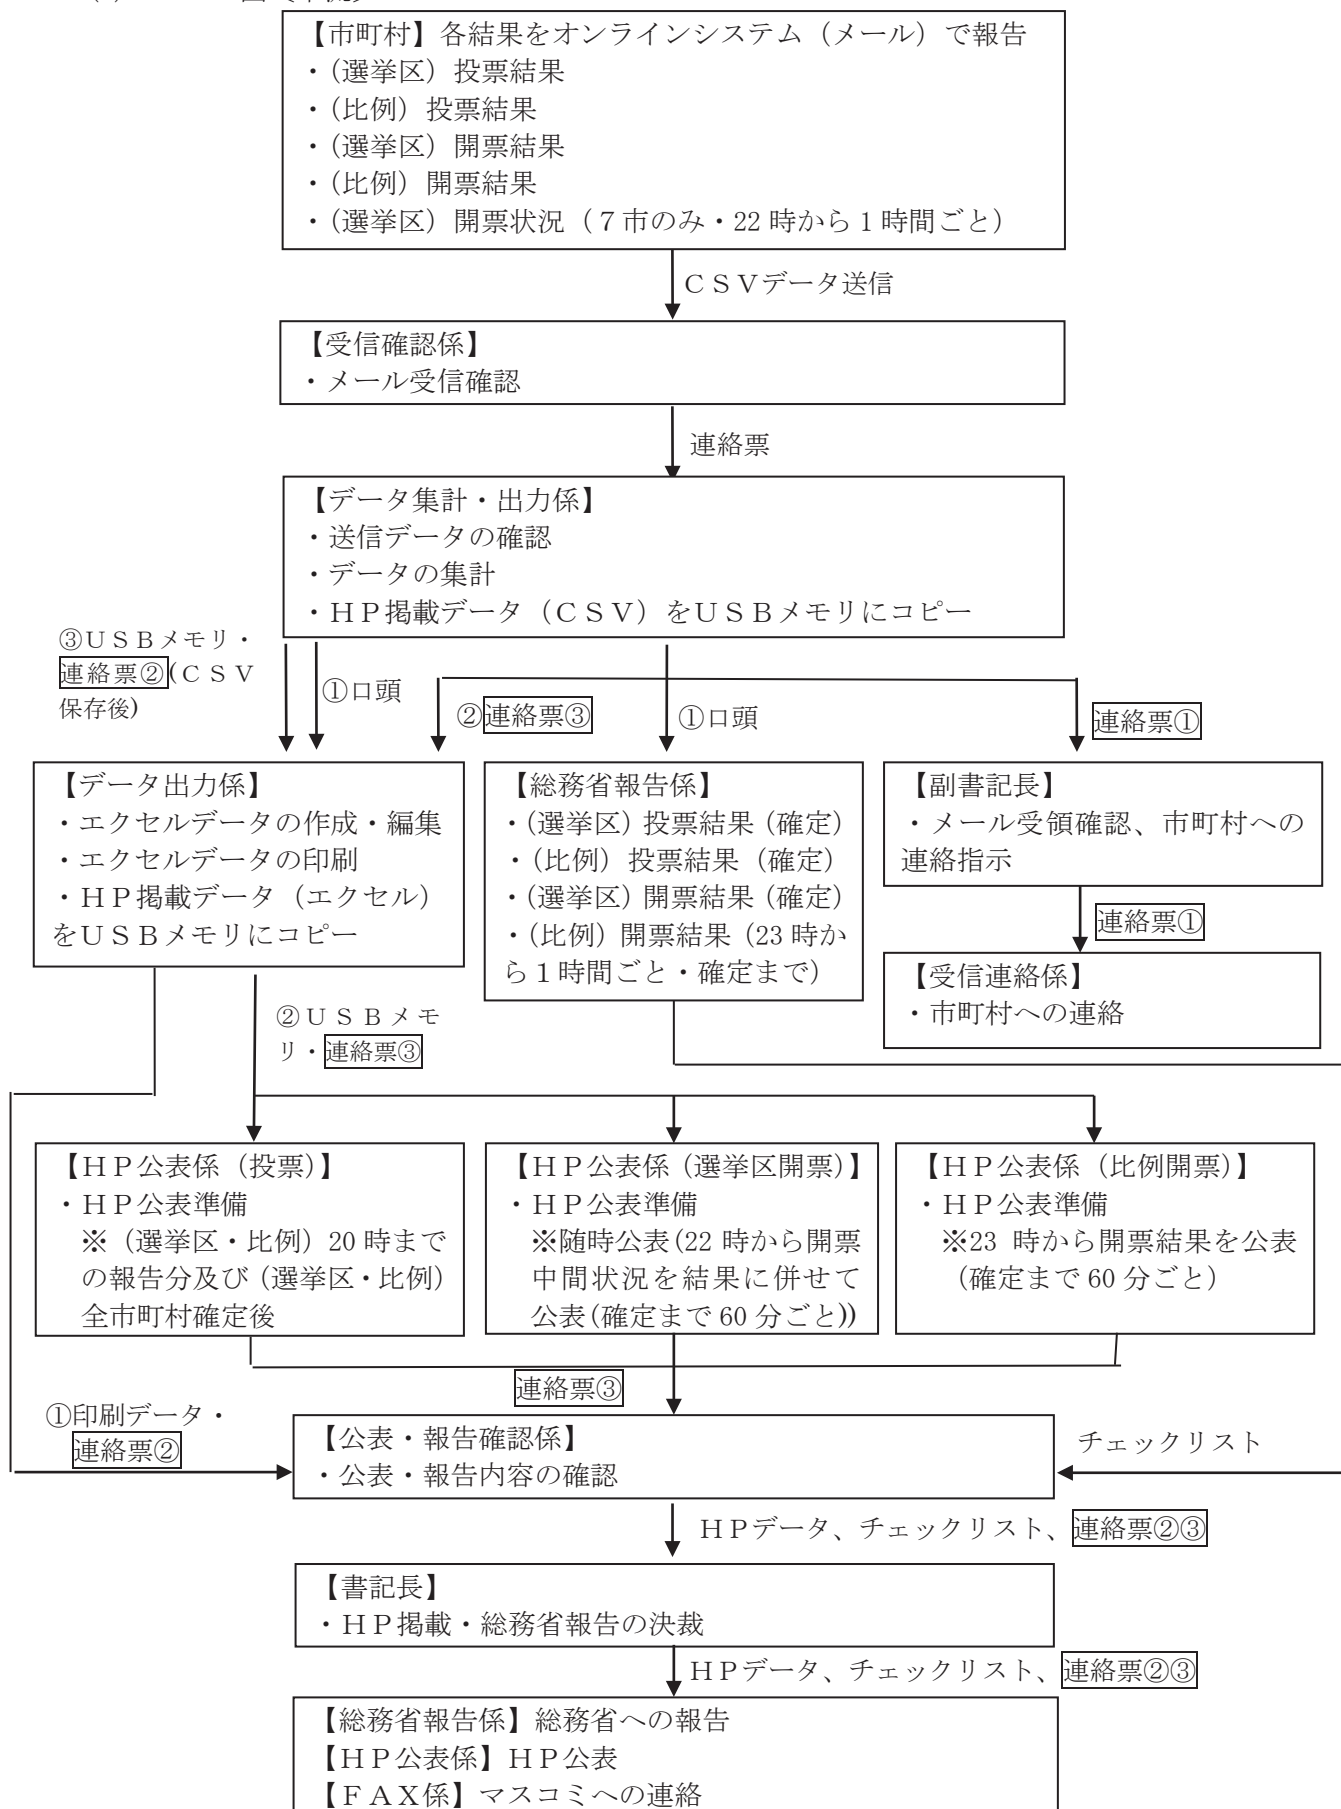 【市町村】各結果をオンラインシステム（メール）で報告
・（選挙区）投票結果
・（比例）投票結果
・（選挙区）開票結果
・（比例）開票結果
・（選挙区）開票状況（７市のみ・22 時から１時間ごと）
ＣＳＶデータ送信
【受信確認係】
・メール受信確認
連絡票
【データ集計・出力係】
・送信データの確認
・データの集計
・ＨＰ掲載データ（ＣＳＶ）をＵＳＢメモリにコピー
③ＵＳＢメモリ・
連絡票②(ＣＳＶ
保存後)
①口頭
②連絡票③
①口頭
連絡票①
【データ出力係】
・エクセルデータの作成・編集
・エクセルデータの印刷
・ＨＰ掲載データ（エクセル）
をＵＳＢメモリにコピー
【総務省報告係】
・（選挙区）投票結果（確定）
・（比例）投票結果（確定）
・（選挙区）開票結果（確定）
・（比例）開票結果（23 時か
ら１時間ごと・確定まで）
【副書記長】
・メール受領確認、市町村への
連絡指示
連絡票①
【受信連絡係】
・市町村への連絡
②ＵＳＢメモ
リ・連絡票③
【ＨＰ公表係（投票）】
・ＨＰ公表準備
※（選挙区・比例）20 時まで
の報告分及び（選挙区・比例）
全市町村確定後
【ＨＰ公表係（選挙区開票）】
・ＨＰ公表準備
※随時公表（22 時から開票
中間状況を結果に併せて
公表（確定まで 60 分ごと））
【ＨＰ公表係（比例開票）】
・ＨＰ公表準備
※23 時から開票結果を公表
（確定まで 60 分ごと）
連絡票③
①印刷データ・
連絡票②
【公表・報告確認係】
・公表・報告内容の確認
チェックリスト
ＨＰデータ、チェックリスト、連絡票②③
【書記長】
・ＨＰ掲載・総務省報告の決裁
ＨＰデータ、チェックリスト、連絡票②③
【総務省報告係】総務省への報告
【ＨＰ公表係】ＨＰ公表
【ＦＡＸ係】マスコミへの連絡